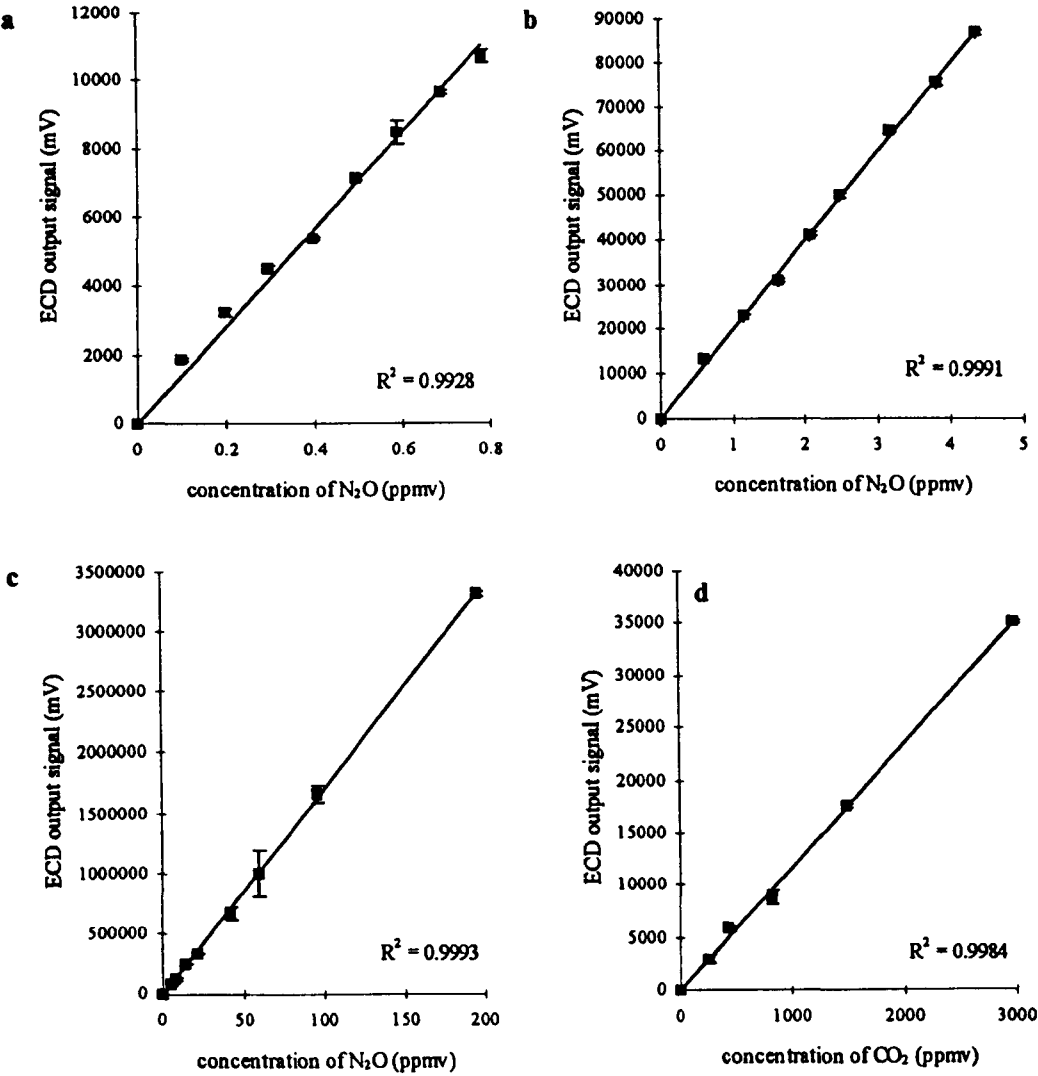 a
12000
10000
8000
6000
4000
2000
0
ECD output signal (mV)
R² = 0.9928
0 0.2 0.4 0.6 0.8
concentration of N₂O (ppmv)
b
90000
80000
70000
60000
50000
40000
30000
20000
10000
0
ECD output signal (mV)
R² = 0.9991
0 1 2 3 4 5
concentration of N₂O (ppmv)
c
3500000
3000000
2500000
2000000
1500000
1000000
500000
0
ECD output signal (mV)
R² = 0.9993
0 50 100 150 200
concentration of N₂O (ppmv)
d
40000
35000
30000
25000
20000
15000
10000
5000
0
ECD output signal (mV)
R² = 0.9984
0 1000 2000 3000
concentration of CO₂ (ppmv)